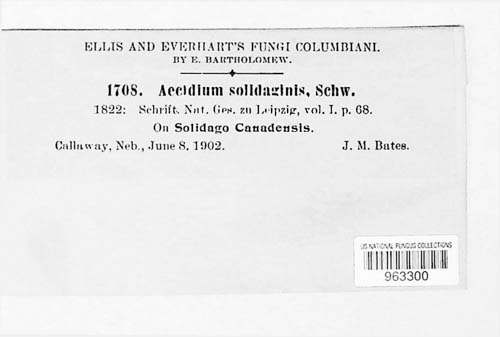 ELLIS AND EVERHART'S FUNGI COLUMBIANI.
BY E. BARTHOLOMEW.
1708. Aecidium solidaginis, Schw.
1822: Schrift. Nat. Ges. zu Leipzig, vol. I. p. 68.
On Solidago Canadensis.
Callaway, Neb., June 8, 1902. J. M. Bates.
US NATIONAL FUNGUS COLLECTIONS
963300